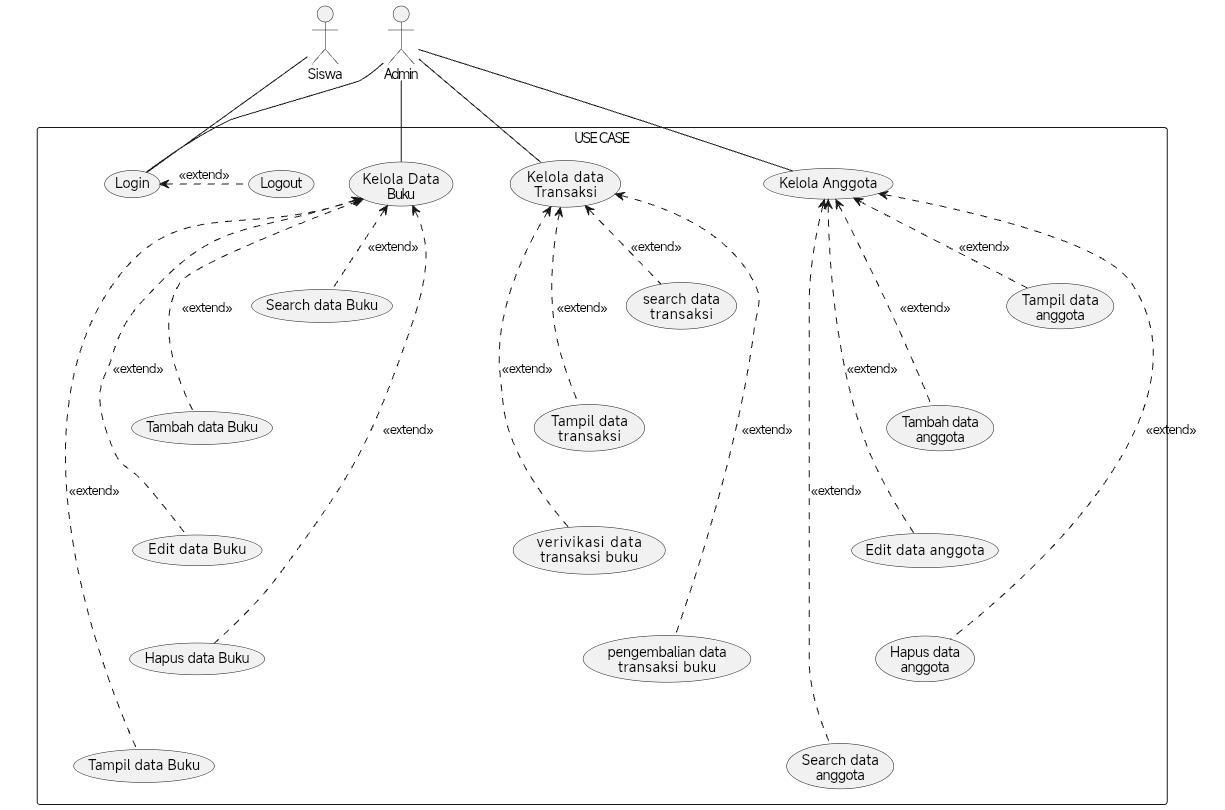 Siswa
Admin
USE CASE
Login
«extend»
Logout
Kelola Data
Buku
Kelola data
Transaksi
Kelola Anggota
«extend»
«extend»
«extend»
Search data Buku
search data
transaksi
Tampil data
anggota
«extend»
«extend»
«extend»
«extend»
«extend»
«extend»
Tambah data Buku
Tampil data
transaksi
Tambah data
anggota
«extend»
«extend»
«extend»
«extend»
«extend»
Edit data Buku
verivikasi data
transaksi buku
Edit data anggota
Hapus data Buku
pengembalian data
transaksi buku
Hapus data
anggota
Tampil data Buku
Search data
anggota